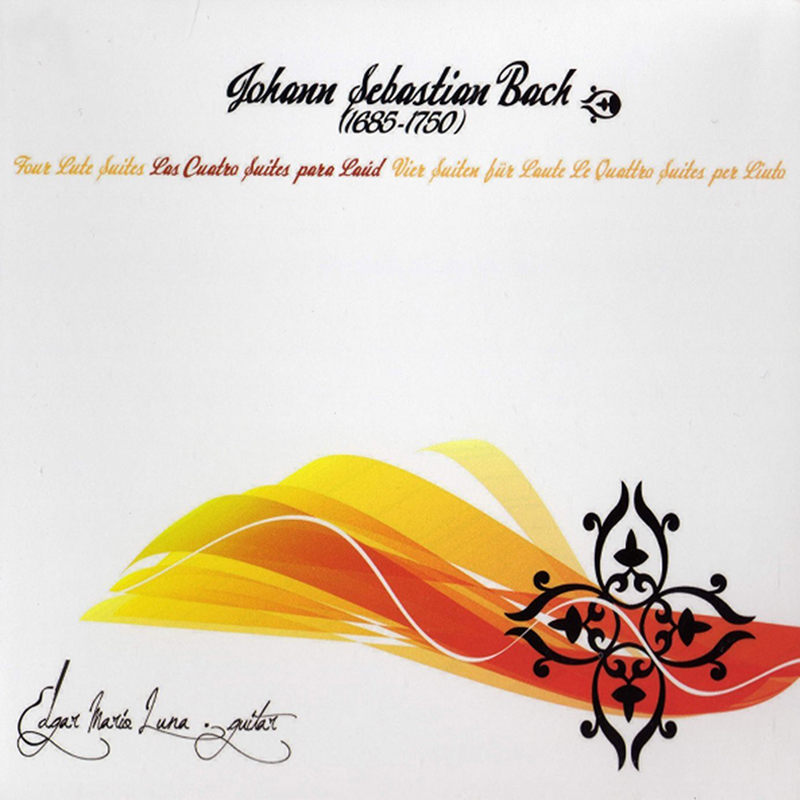 Johann Sebastian Bach
(1685-1750)
Four Lute Suites Las Cuatro Suites para Laúd Vier Suiten für Laute Le Quattro Suites per Liuto
Edgar Mario Luna . guitar